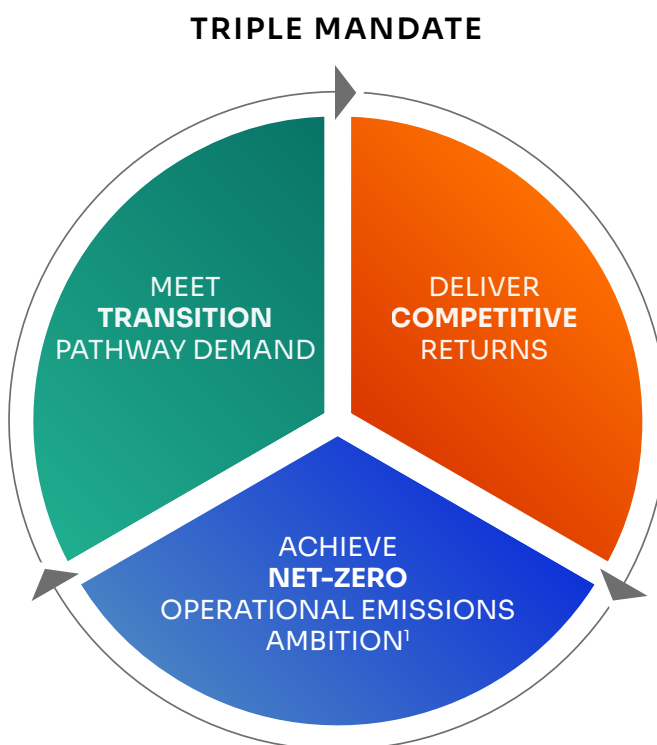 TRIPLE MANDATE
MEET
TRANSITION
PATHWAY DEMAND
DELIVER
COMPETITIVE
RETURNS
ACHIEVE
NET-ZERO
OPERATIONAL EMISSIONS
AMBITION¹